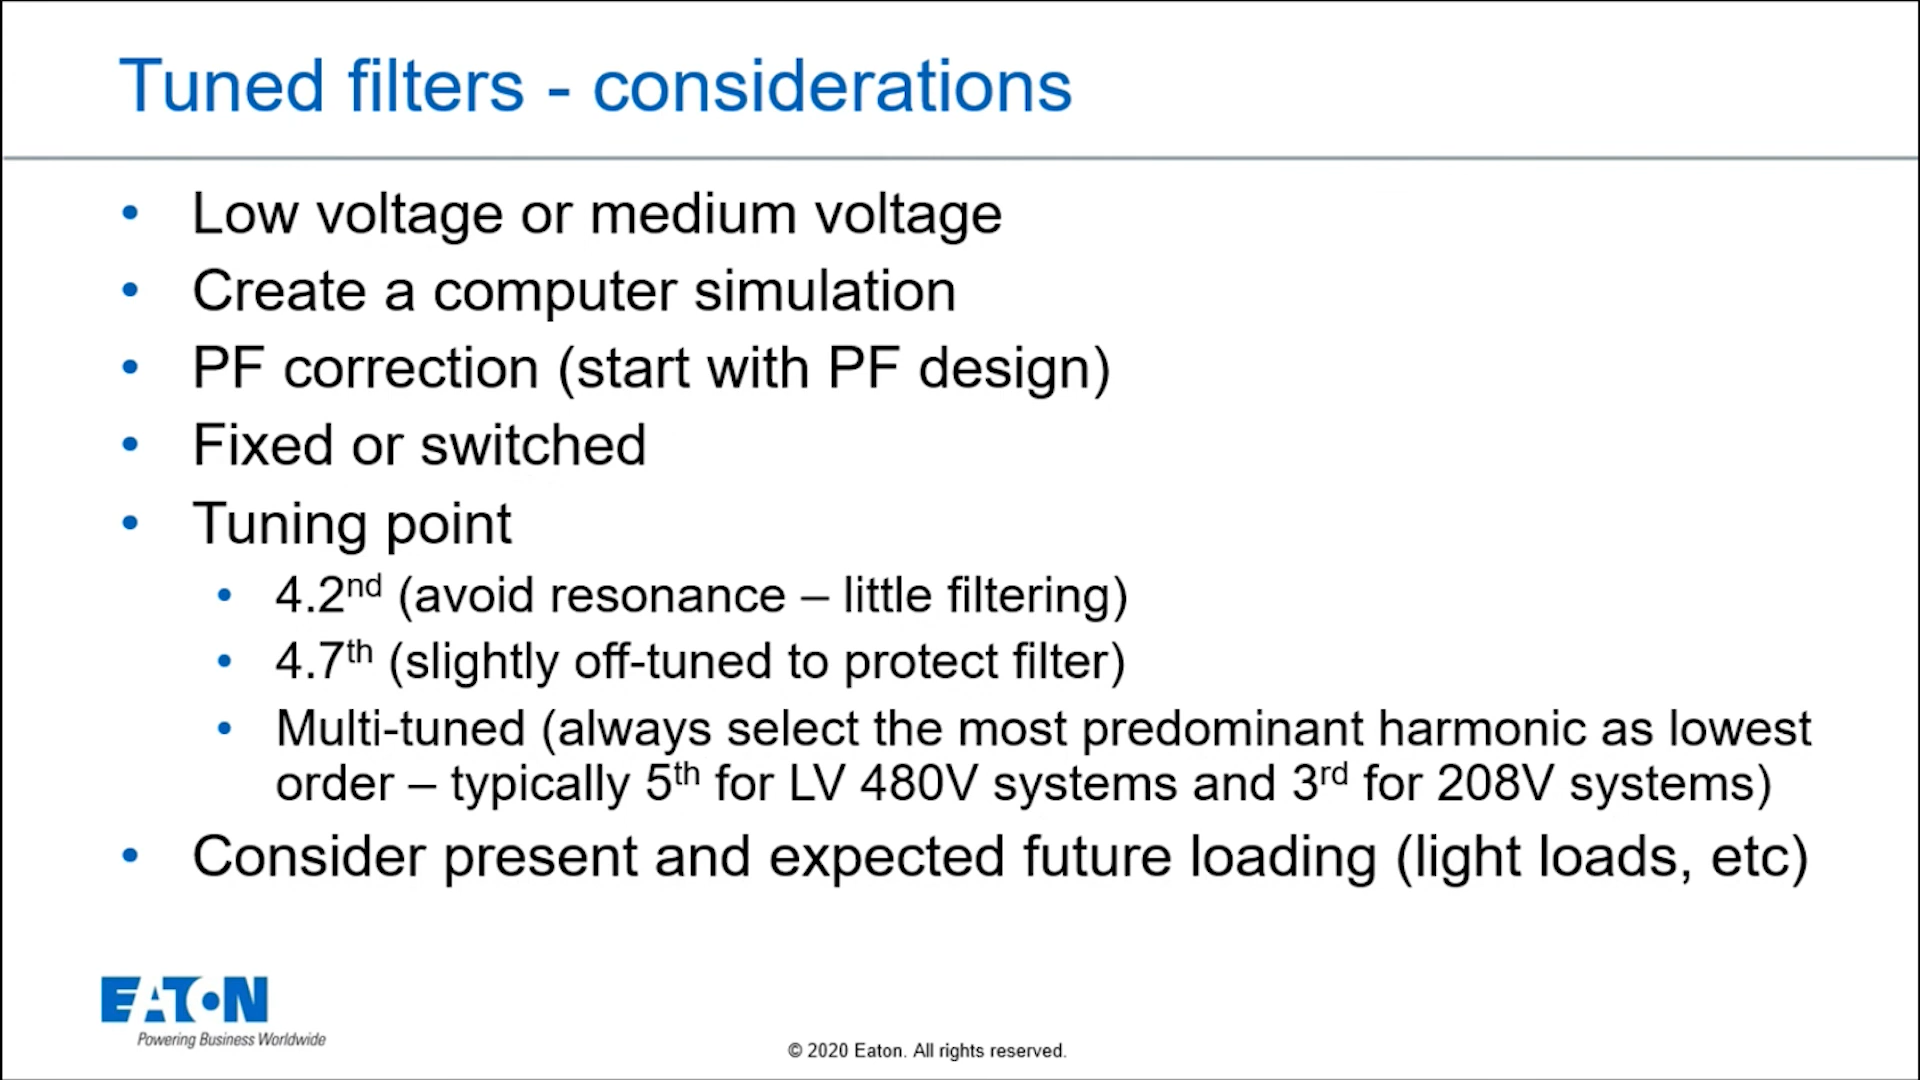 Tuned filters - considerations
• Low voltage or medium voltage
• Create a computer simulation
• PF correction (start with PF design)
• Fixed or switched
• Tuning point
• 4.2nd (avoid resonance – little filtering)
• 4.7th (slightly off-tuned to protect filter)
• Multi-tuned (always select the most predominant harmonic as lowest
order – typically 5th for LV 480V systems and 3rd for 208V systems)
• Consider present and expected future loading (light loads, etc)
EATON
Powering Business Worldwide
© 2020 Eaton. All rights reserved.